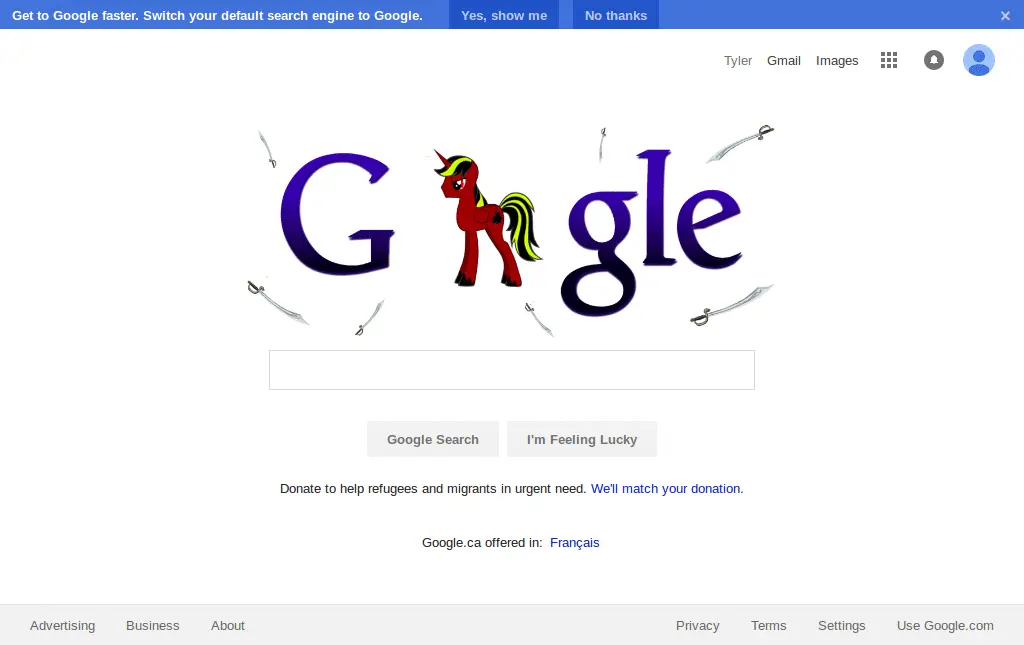 Get to Google faster. Switch your default search engine to Google. Yes, show me No thanks ×
Tyler Gmail Images
G gle
Google Search I'm Feeling Lucky
Donate to help refugees and migrants in urgent need. We'll match your donation.
Google.ca offered in: Français
Advertising Business About Privacy Terms Settings Use Google.com